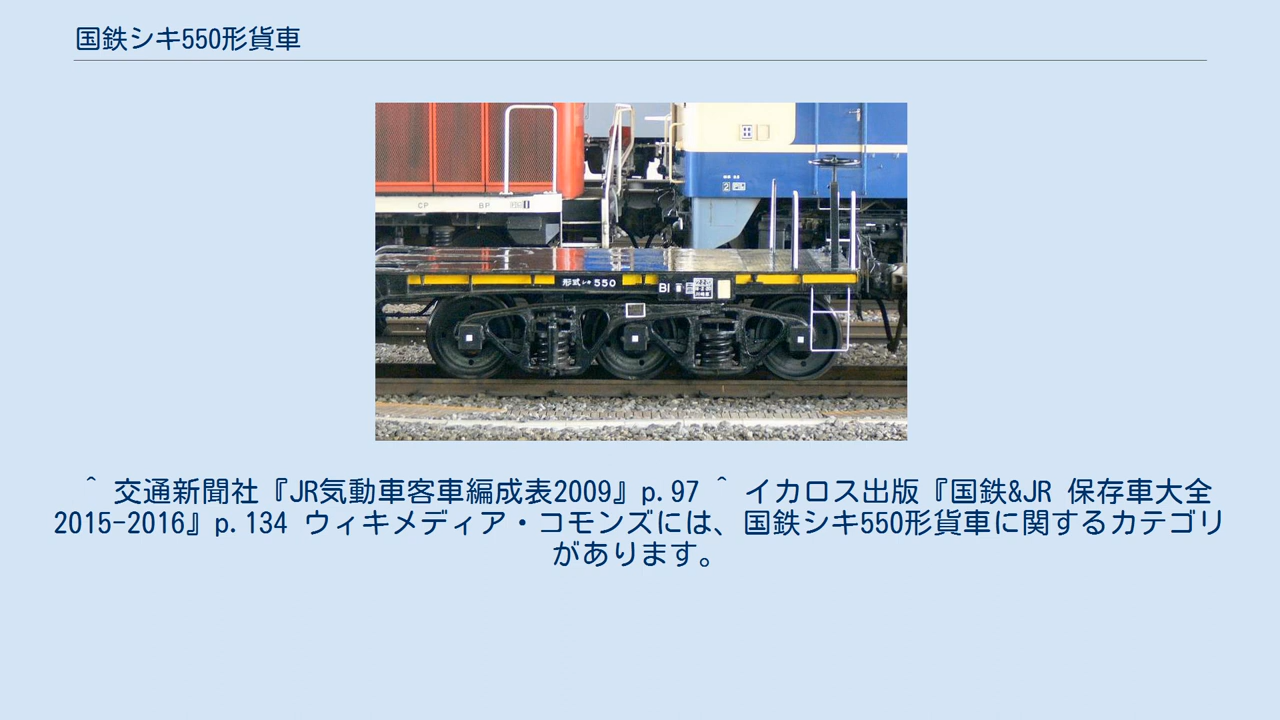 国鉄シキ550形貨車
CP BP
2
形式シキ550
BI
^ 交通新聞社『JR気動車客車編成表2009』p.97 ^ イカロス出版『国鉄&JR 保存車大全
2015-2016』p.134 ウィキメディア・コモンズには、国鉄シキ550形貨車に関するカテゴリ
があります。